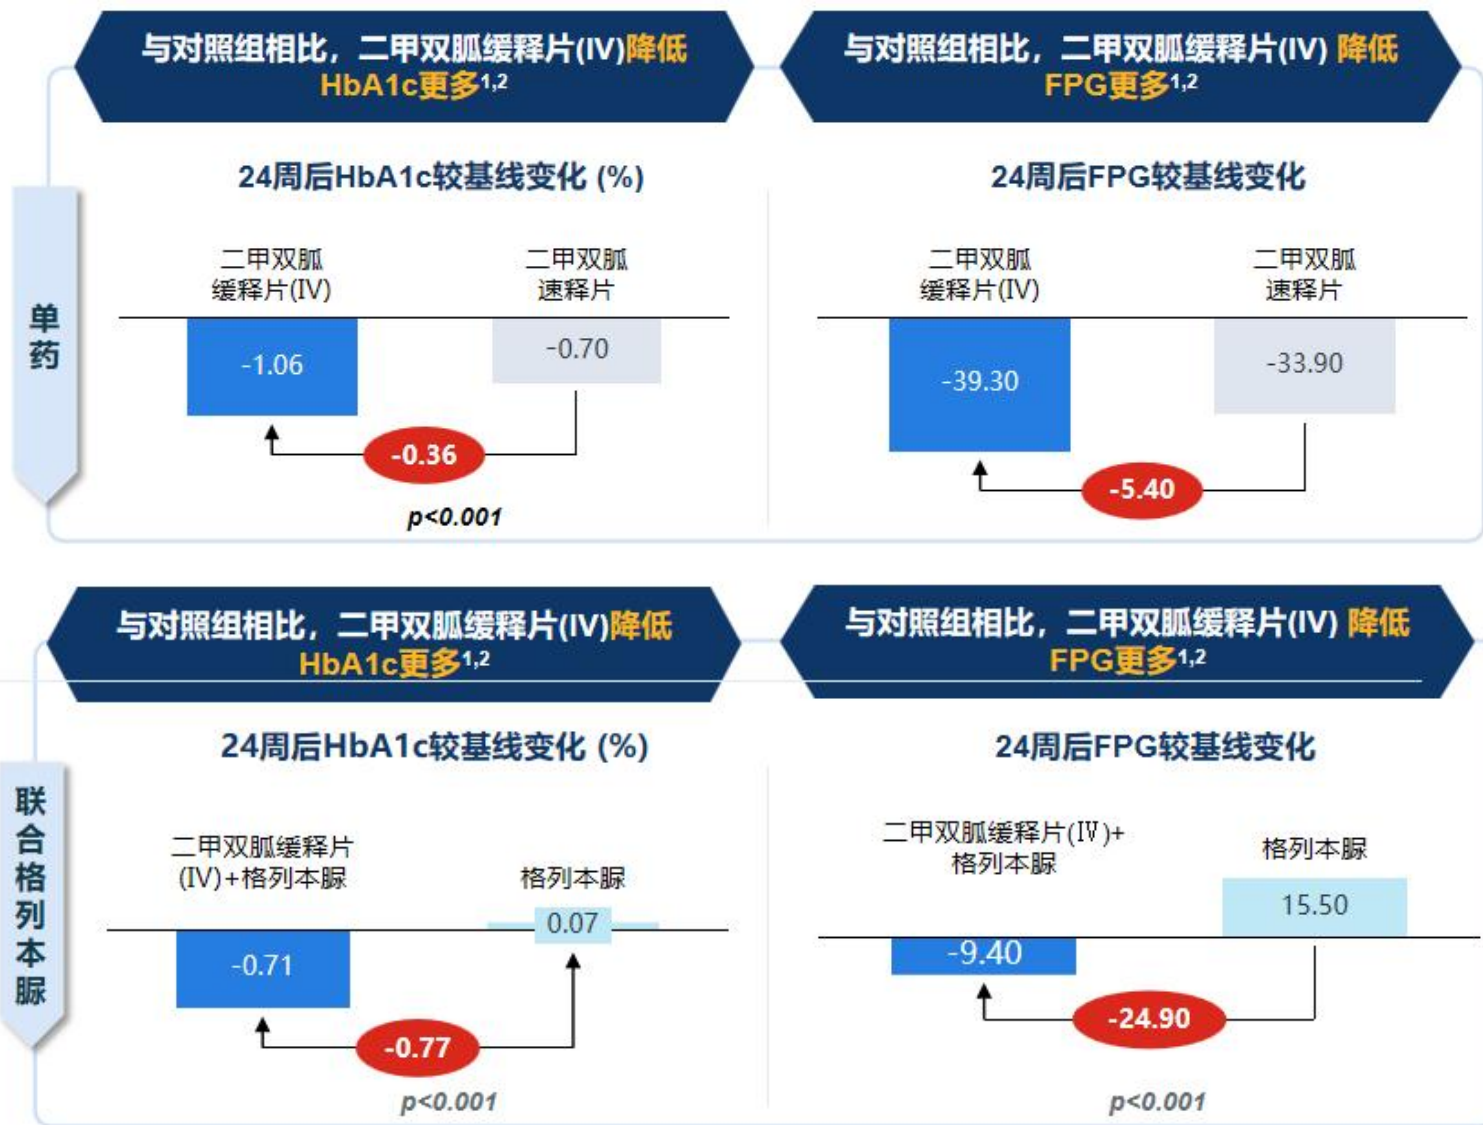 与对照组相比，二甲双胍缓释片(IV)降低
HbA1c更多1,2
与对照组相比，二甲双胍缓释片(IV) 降低
FPG更多1,2
单药
24周后HbA1c较基线变化 (%)
二甲双胍
缓释片(IV)
二甲双胍
速释片
-1.06
-0.70
-0.36
p<0.001
24周后FPG较基线变化
二甲双胍
缓释片(IV)
二甲双胍
速释片
-39.30
-33.90
-5.40
与对照组相比，二甲双胍缓释片(IV)降低
HbA1c更多1,2
与对照组相比，二甲双胍缓释片(IV) 降低
FPG更多1,2
联合格列本脲
24周后HbA1c较基线变化 (%)
二甲双胍缓释片
(IV)+格列本脲
格列本脲
0.07
-0.71
-0.77
p<0.001
24周后FPG较基线变化
二甲双胍缓释片(IV)+
格列本脲
格列本脲
15.50
-9.40
-24.90
p<0.001